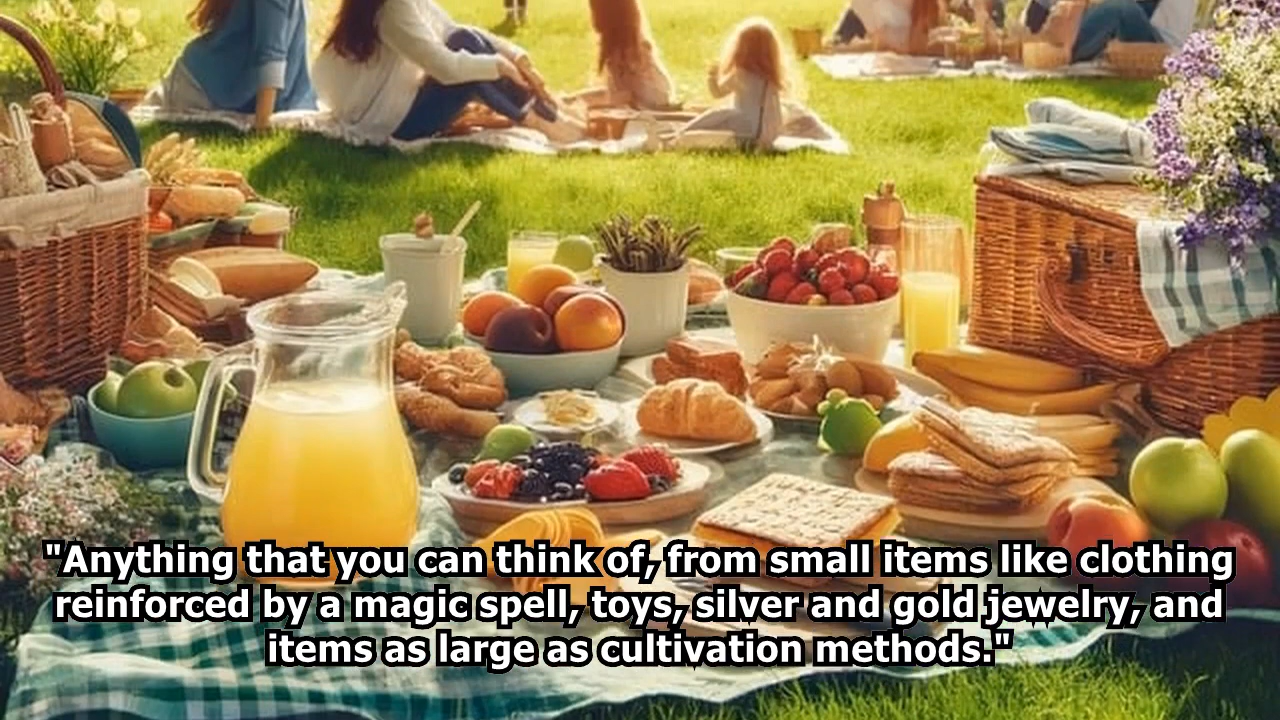 "Anything that you can think of, from small items like clothing
reinforced by a magic spell, toys, silver and gold jewelry, and
items as large as cultivation methods."